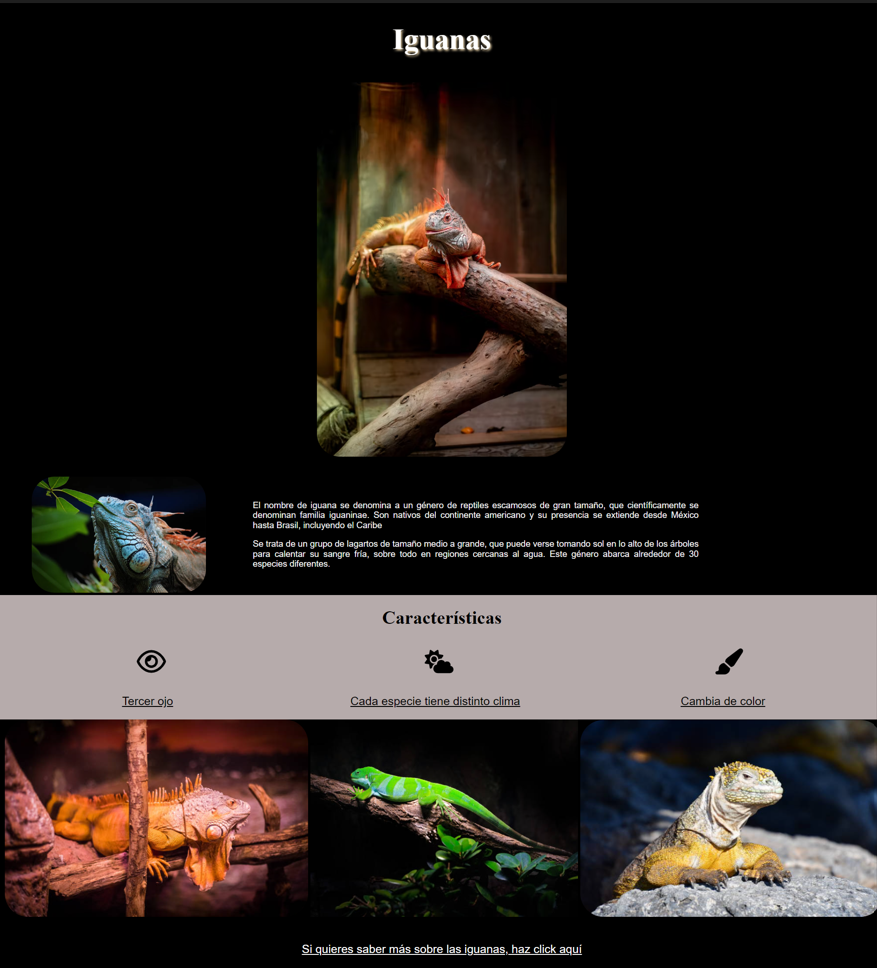 Iguanas
El nombre de iguana se denomina a un género de reptiles escamosos de gran tamaño, que científicamente se
denominan familia iguaninae. Son nativos del continente americano y su presencia se extiende desde México
hasta Brasil, incluyendo el Caribe
Se trata de un grupo de lagartos de tamaño medio a grande, que puede verse tomando sol en lo alto de los árboles
para calentar su sangre fría, sobre todo en regiones cercanas al agua. Este género abarca alrededor de 30
especies diferentes.
Características
Tercer ojo
Cada especie tiene distinto clima
Cambia de color
Si quieres saber más sobre las iguanas, haz click aquí